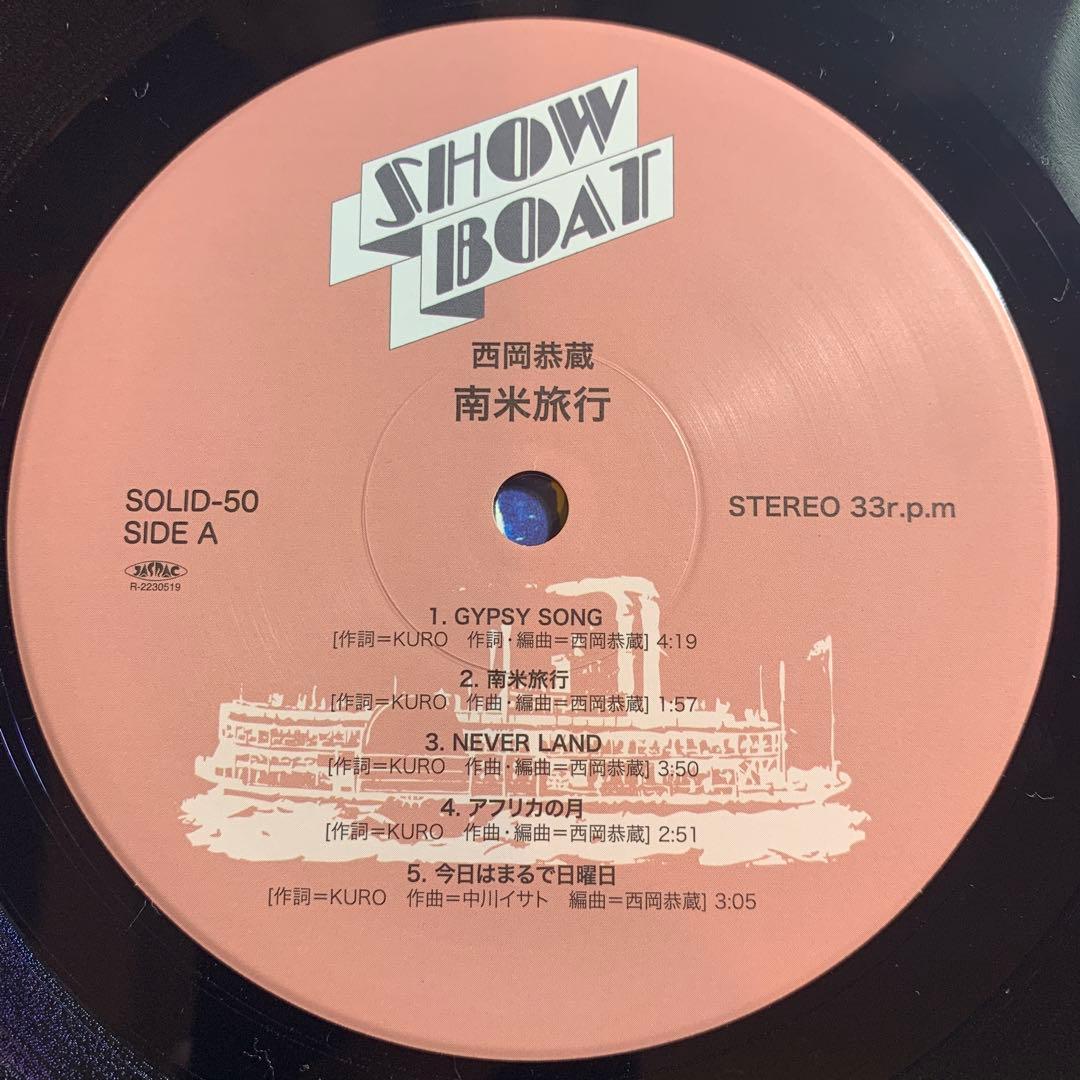 SHOW
BOAT
西岡恭蔵
南米旅行
SOLID-50
SIDE A
STEREO 33r.p.m
JASRAC
R-2230519
1. GYPSY SONG
[作詞=KURO 作詞・編曲=西岡恭蔵] 4:19
2. 南米旅行
[作詞=KURO 作曲・編曲=西岡恭蔵] 1:57
3. NEVER LAND
[作詞=KURO 作曲・編曲=西岡恭蔵] 3:50
4. アフリカの月
[作詞=KURO 作曲・編曲=西岡恭蔵] 2:51
5. 今日はまるで日曜日
[作詞=KURO 作曲=中川イサト 編曲=西岡恭蔵] 3:05